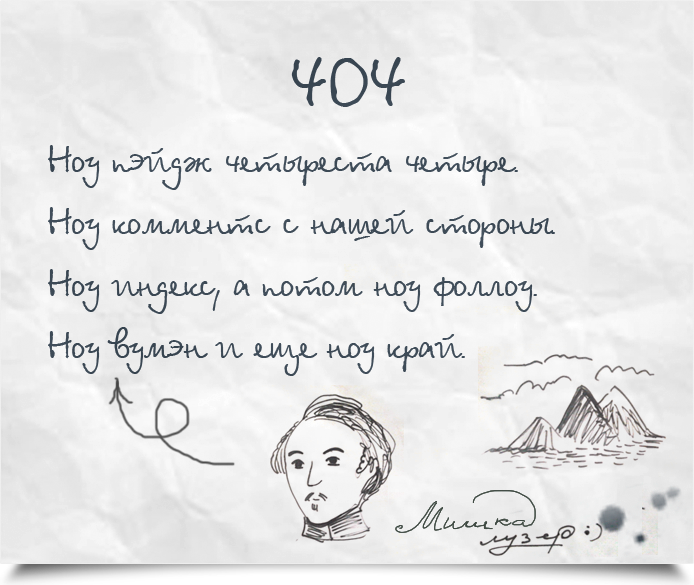 404
Ноу пэйдж четыреста четыре.
Ноу комментс с нашей стороны.
Ноу индекс, а потом ноу фоллоу.
Ноу вумэн и еще ноу край.
Мишка
лузер :)